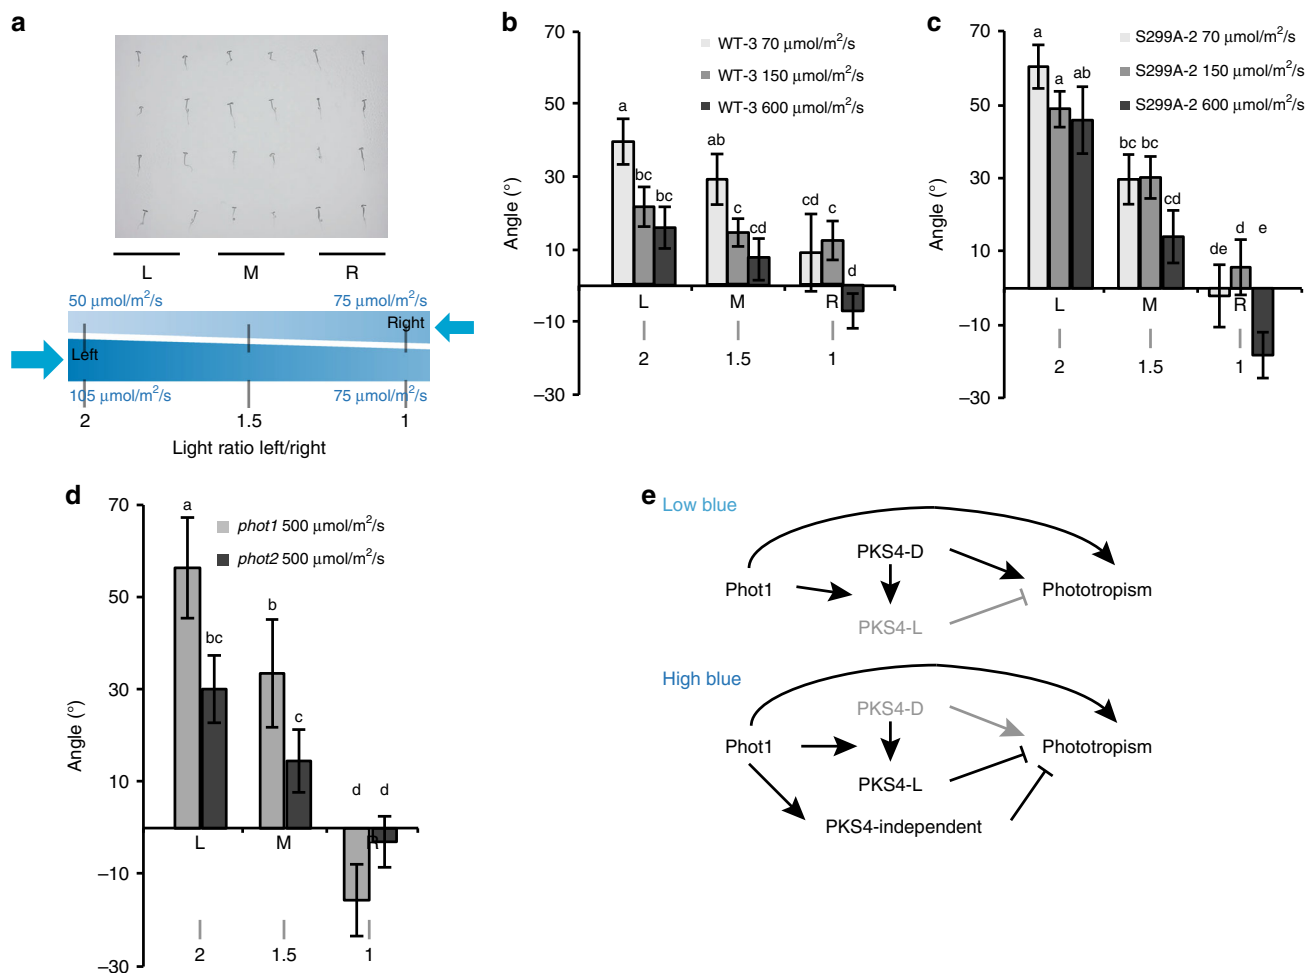 a
L M R
50 μmol/m²/s 75 μmol/m²/s
Right
Left
105 μmol/m²/s 75 μmol/m²/s
2 1.5 1
Light ratio left/right
b
WT-3 70 μmol/m²/s
WT-3 150 μmol/m²/s
WT-3 600 μmol/m²/s
Angle (°)
70
50
30
10
–10
–30
a
bc bc
ab
c
cd
cd c
d
L M R
2 1.5 1
c
S299A-2 70 μmol/m²/s
S299A-2 150 μmol/m²/s
S299A-2 600 μmol/m²/s
Angle (°)
70
50
30
10
–10
–30
a
a ab
bc bc
cd
de d e
L M R
2 1.5 1
d
phot1 500 μmol/m²/s
phot2 500 μmol/m²/s
Angle (°)
70
50
30
10
–10
–30
a
bc
b
c
d d
L M R
2 1.5 1
e
Low blue
PKS4-D
Phot1 Phototropism
PKS4-L
High blue
PKS4-D
Phot1 Phototropism
PKS4-L
PKS4-independent